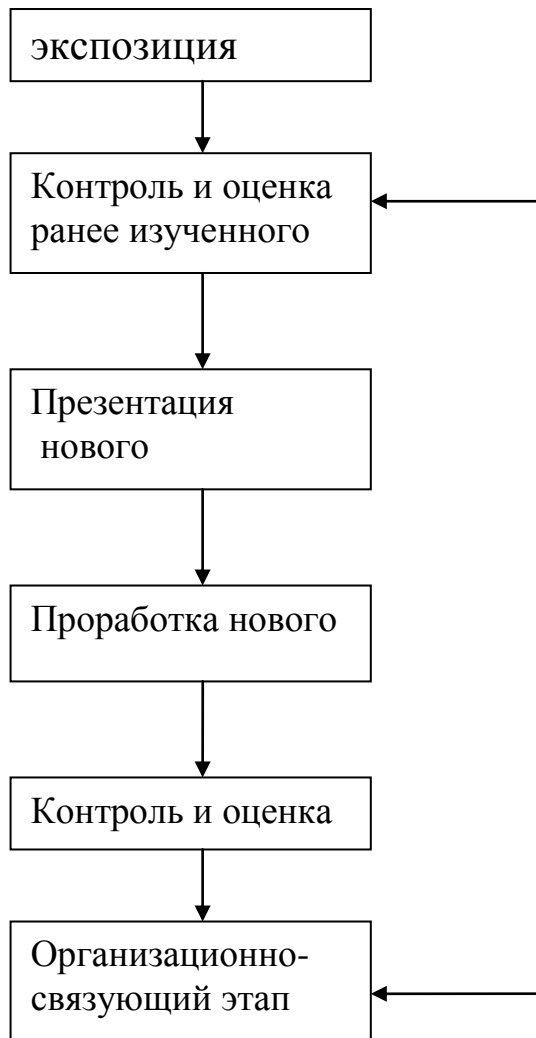 экспозиция
Контроль и оценка
ранее изученного
Презентация
нового
Проработка нового
Контроль и оценка
Организационно-
связующий этап